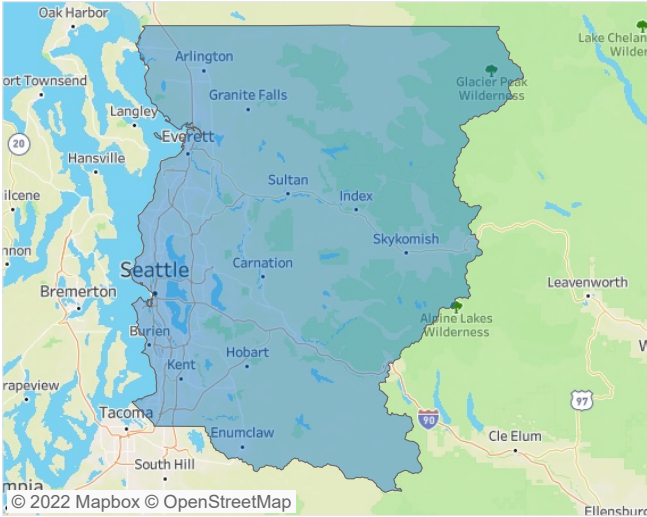 Oak Harbor
Lake Chelan
Wilder
Arlington
ort Townsend
Glacier Peak
Wilderness
Granite Falls
Langley
Everett
20
Hansville
Sultan
Index
ilcene
Skykomish
nnon
Seattle
Carnation
Leavenworth
Bremerton
Alpine Lakes
Wilderness
Burien
W
Hobart
Kent
rapeview
97
Tacoma
90
Enumclaw
Cle Elum
South Hill
mpia
© 2022 Mapbox © OpenStreetMap
Ellensburg